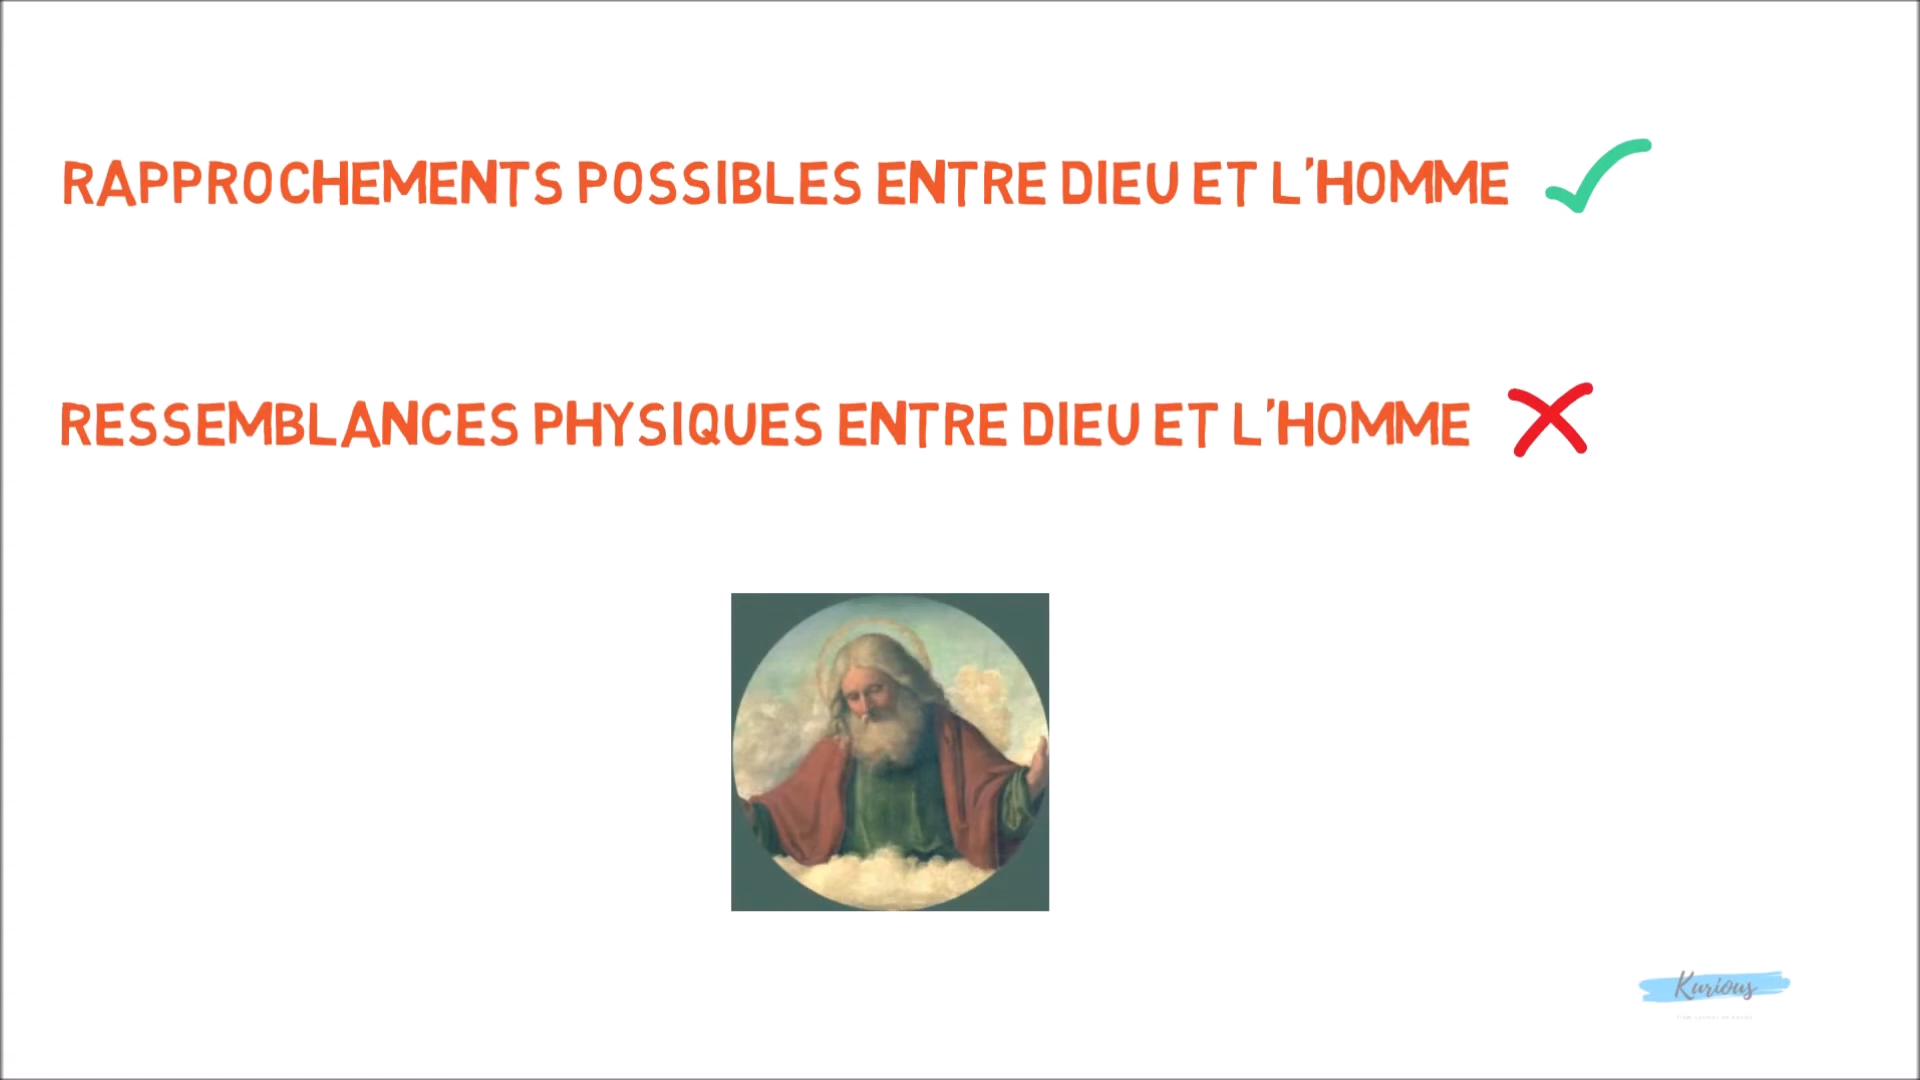 RAPPROCHEMENTS POSSIBLES ENTRE DIEU ET L'HOMME
RESSEMBLANCES PHYSIQUES ENTRE DIEU ET L'HOMME
Kurious